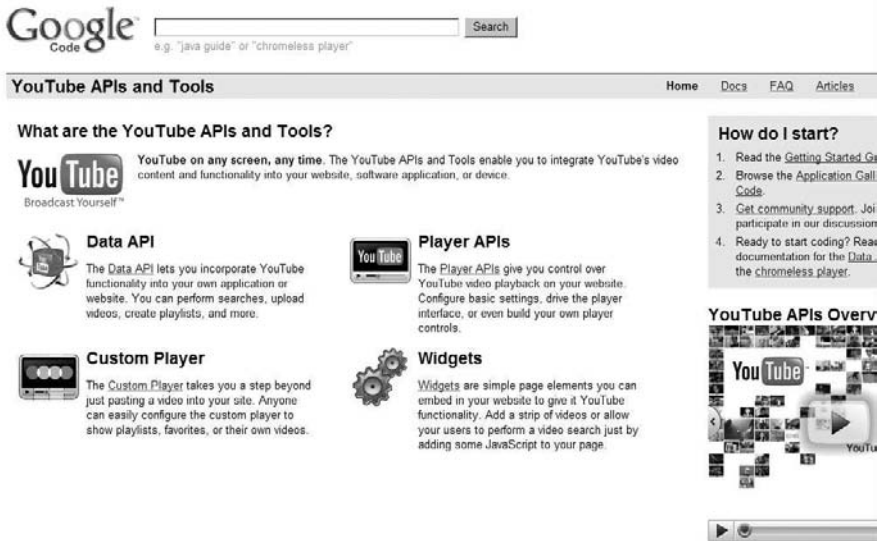 Google
Code
Search
e.g. "java guide" or "chromeless player"
YouTube APIs and Tools
Home Docs FAQ Articles
What are the YouTube APIs and Tools?
YouTube
Broadcast Yourself™
YouTube on any screen, any time. The YouTube APIs and Tools enable you to integrate YouTube's video
content and functionality into your website, software application, or device.
Data API
The Data API lets you incorporate YouTube
functionality into your own application or
website. You can perform searches, upload
videos, create playlists, and more.
YouTube
Player APIs
The Player APIs give you control over
YouTube video playback on your website.
Configure basic settings, drive the player
interface, or even build your own player
controls.
Custom Player
The Custom Player takes you a step beyond
just pasting a video into your site. Anyone
can easily configure the custom player to
show playlists, favorites, or their own videos.
Widgets
Widgets are simple page elements you can
embed in your website to give it YouTube
functionality. Add a strip of videos or allow
your users to perform a video search just by
adding some JavaScript to your page.
How do I start?
1. Read the Getting Started
2. Browse the Application
Code.
3. Get community support.
participate in our
4. Ready to start coding?
documentation for the Data
the chromeless player.
YouTube APIs
YouTube